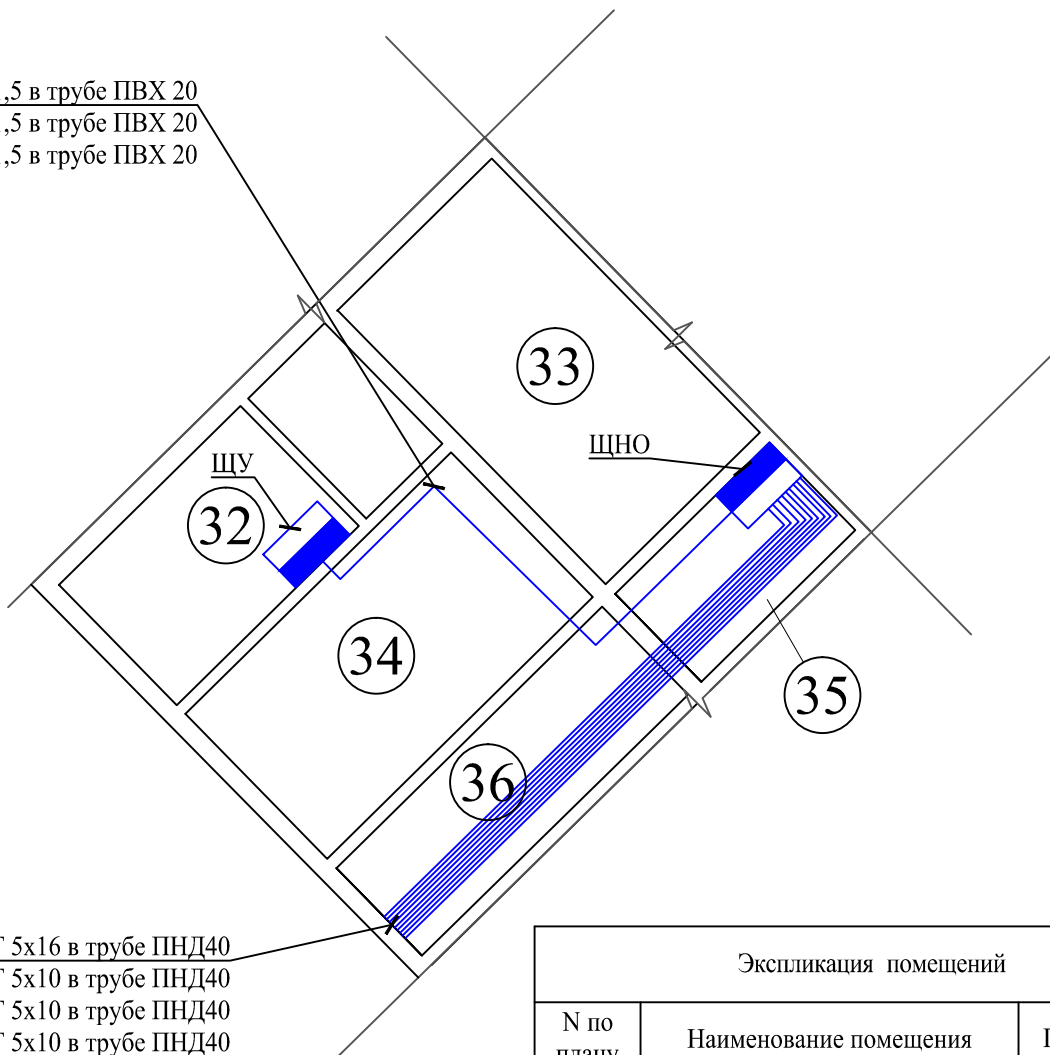 ,5 в трубе ПВХ 20
,5 в трубе ПВХ 20
,5 в трубе ПВХ 20
33
ЩНО
ЩУ
32
34
35
36
5х16 в трубе ПНД40
5х10 в трубе ПНД40
5х10 в трубе ПНД40
5х10 в трубе ПНД40
Экспликация помещений
N по
плану
Наименование помещения